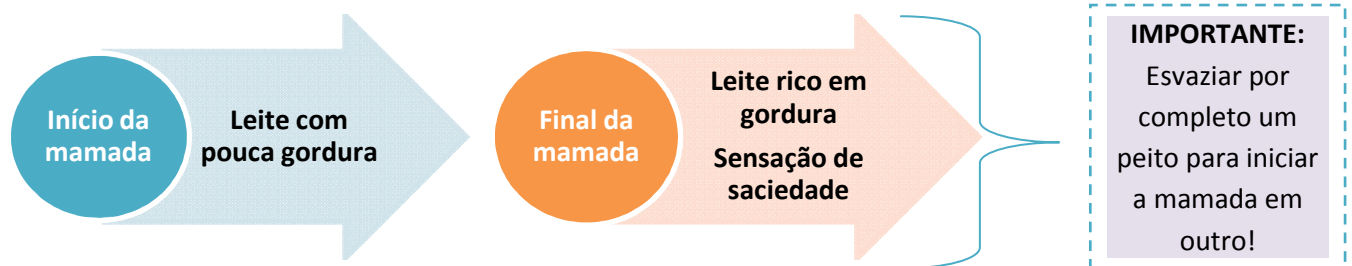 Início da
mamada
Leite com
pouca gordura
Final da
mamada
Leite rico em
gordura
Sensação de
saciedade
IMPORTANTE:
Esvaziar por
completo um
peito para iniciar
a mamada em
outro!